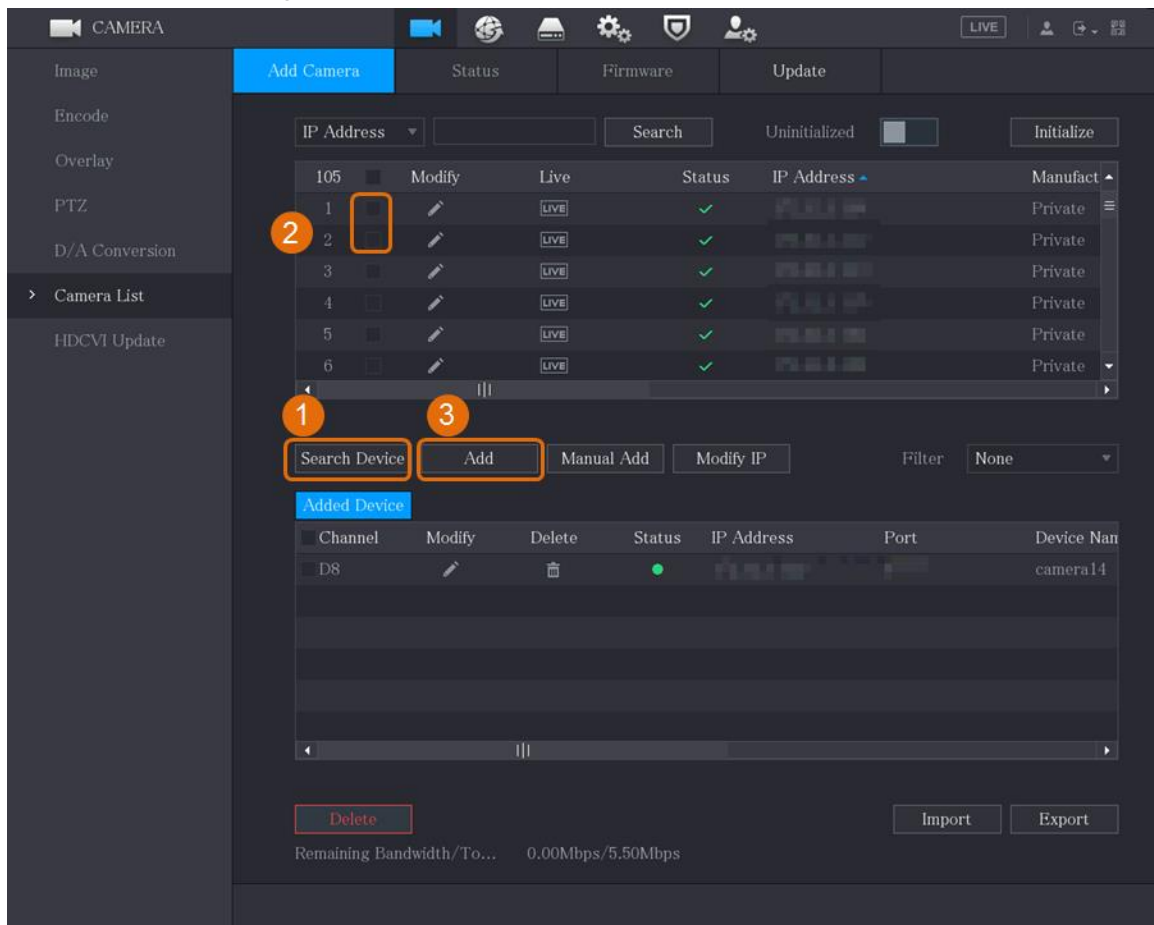 CAMERA LIVE
Image Add Camera Status Firmware Update
Encode
IP Address Search Uninitialized Initialize
Overlay
105 Modify Live Status IP Address Manufact
PTZ
1 LIVE Private
2
2 LIVE Private
D/A Conversion
3 LIVE Private
Camera List
4 LIVE Private
HDCVI Update
5 LIVE Private
6 LIVE Private
1 3
Search Device Add Manual Add Modify IP Filter None
Added Device
Channel Modify Delete Status IP Address Port Device Nam
D8 camera14
Delete Import Export
Remaining Bandwidth/To... 0.00Mbps/5.50Mbps